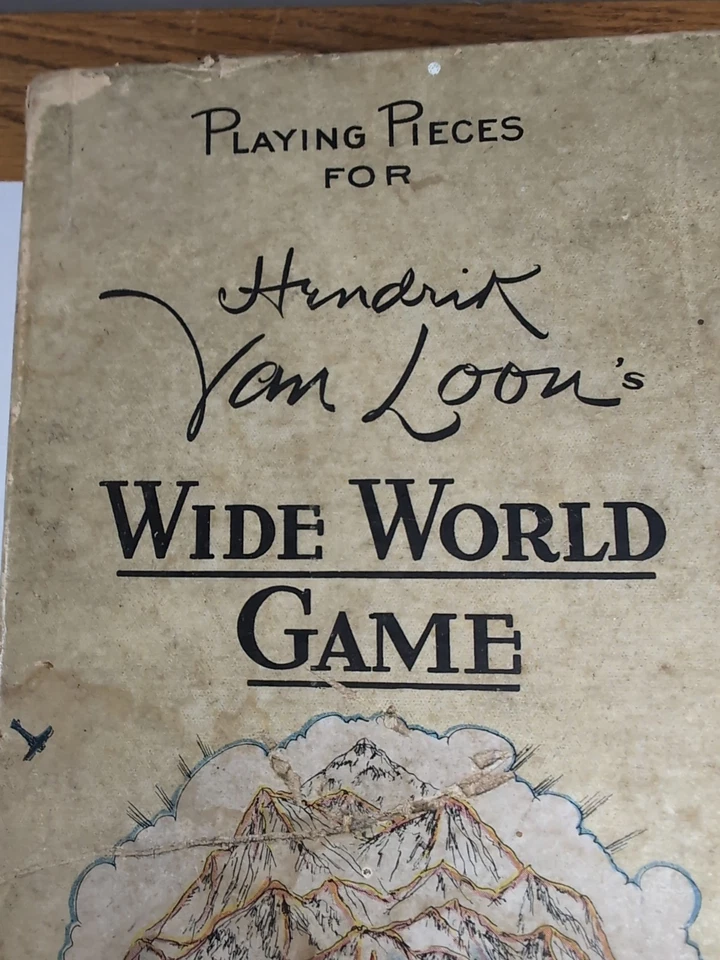 PLAYING PIECES
FOR
Hendrik
Van Loon's
WIDE WORLD
GAME